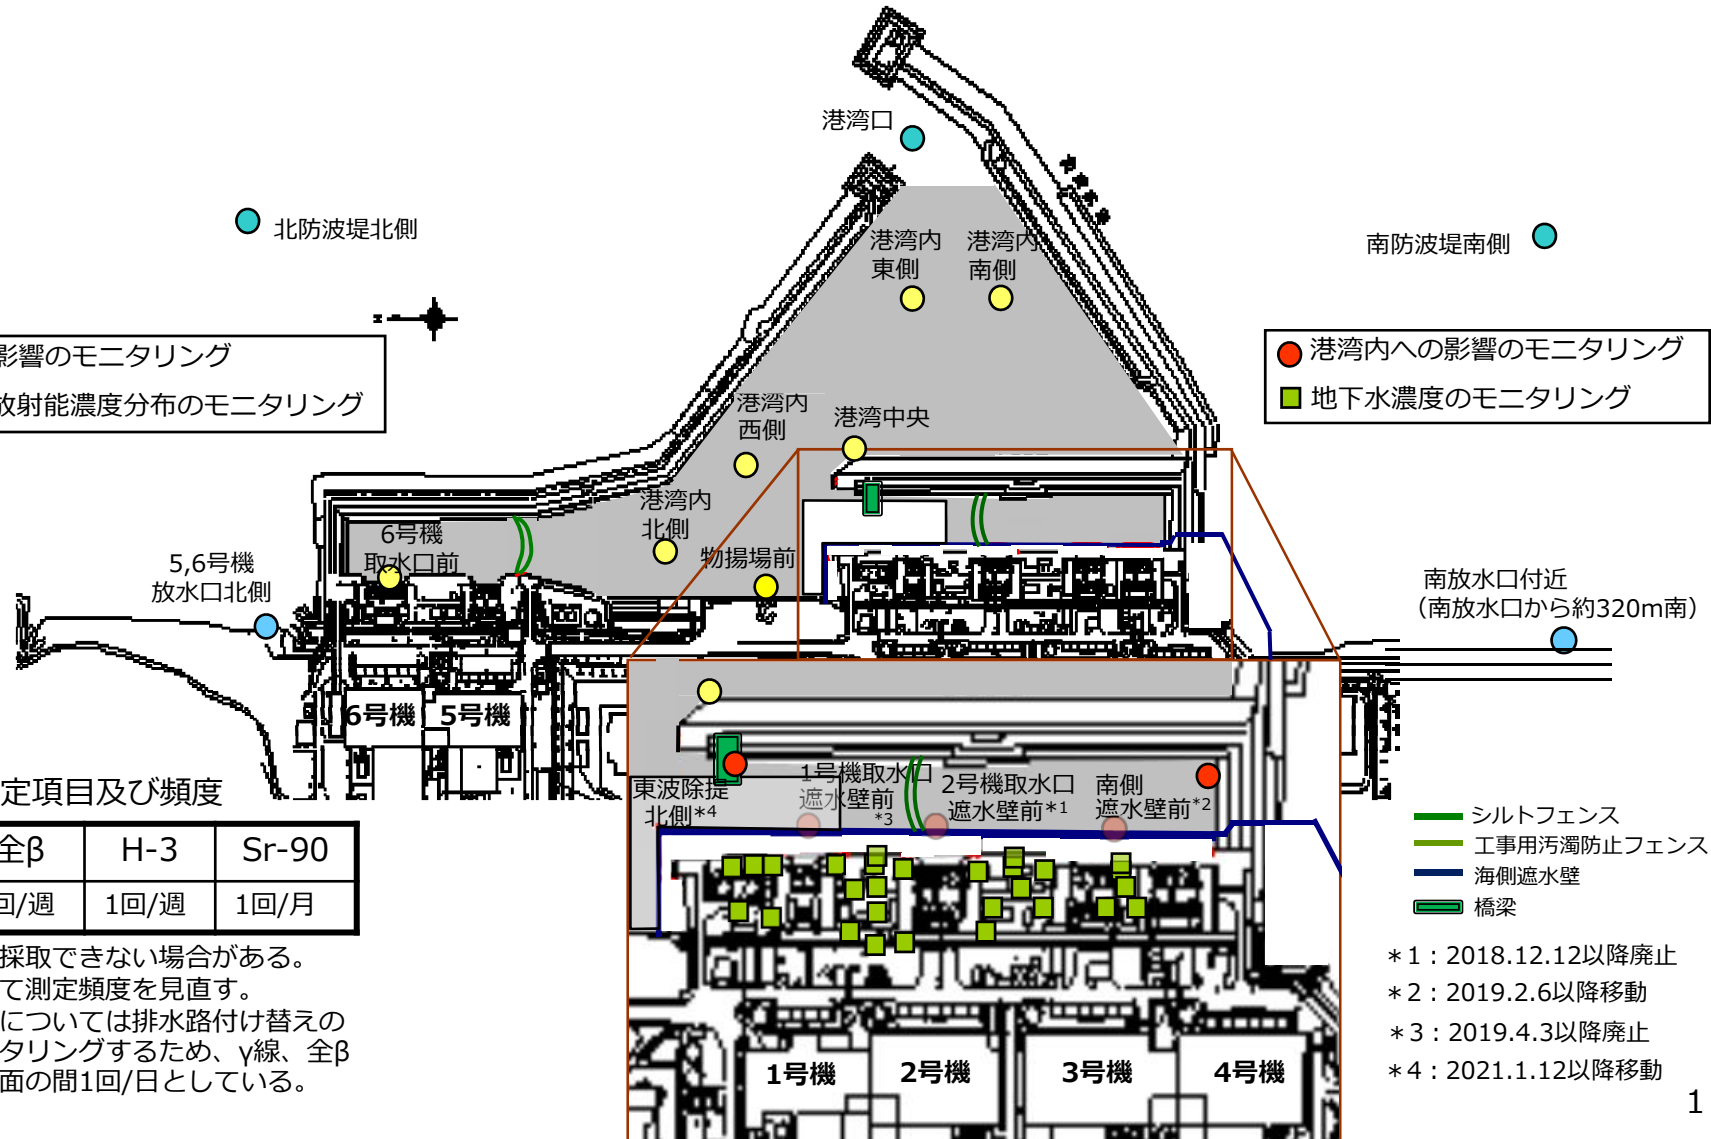 港湾口
北防波堤北側
南防波堤南側
港湾内
東側
港湾内
南側
影響のモニタリング
放射能濃度分布のモニタリング
港湾内への影響のモニタリング
地下水濃度のモニタリング
港湾内
西側
港湾中央
港湾内
北側
物揚場前
6号機
取水口前
5,6号機
放水口北側
南放水口付近
（南放水口から約320m南）
6号機
5号機
東波除提
北側*4
1号機取水口
遮水壁前
*3
2号機取水口
遮水壁前*1
南側
遮水壁前*2
定項目及び頻度
全β H-3 Sr-90
回/週 1回/週 1回/月
採取できない場合がある。
て測定頻度を見直す。
については排水路付け替えの
タリングするため、γ線、全β
面の間1回/日としている。
シルトフェンス
工事用汚濁防止フェンス
海側遮水壁
橋梁
＊1：2018.12.12以降廃止
＊2：2019.2.6以降移動
＊3：2019.4.3以降廃止
＊4：2021.1.12以降移動
1号機
2号機
3号機
4号機
1